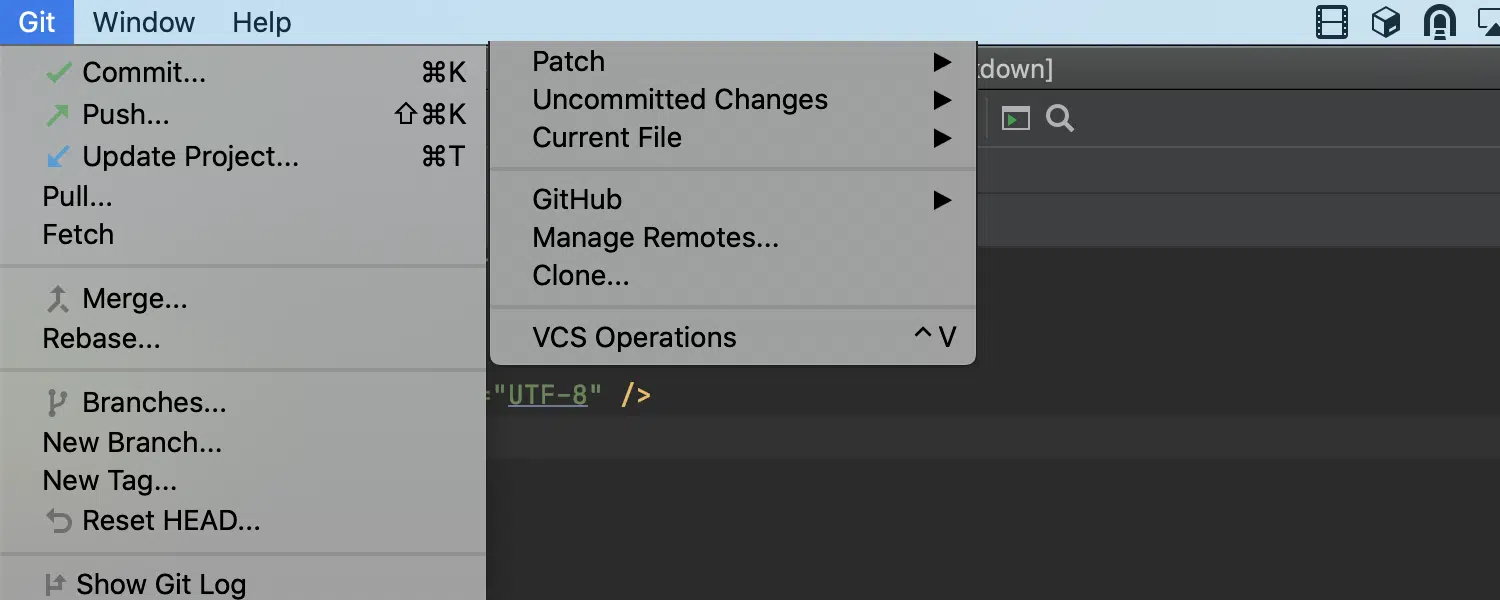 Git Window Help
Commit... ⌘K
Push... ⇧⌘K
Update Project... ⌘T
Pull...
Fetch
Merge...
Rebase...
Branches...
New Branch...
New Tag...
Reset HEAD...
Show Git Log
Patch ▶
Uncommitted Changes ▶
Current File ▶
GitHub ▶
Manage Remotes...
Clone...
VCS Operations ^V
down]
="UTF-8" />